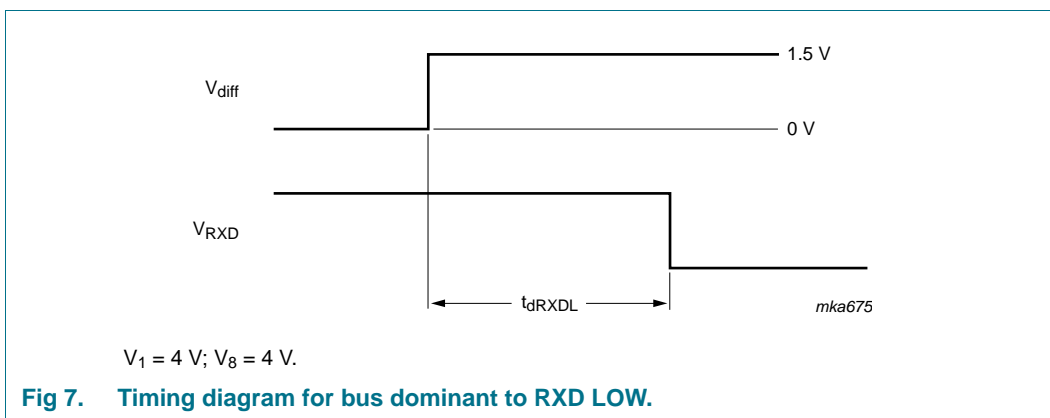 1.5 V
Vdiff
0 V
VRXD
tdRXDL
mka675
V1 = 4 V; V8 = 4 V.
Fig 7. Timing diagram for bus dominant to RXD LOW.